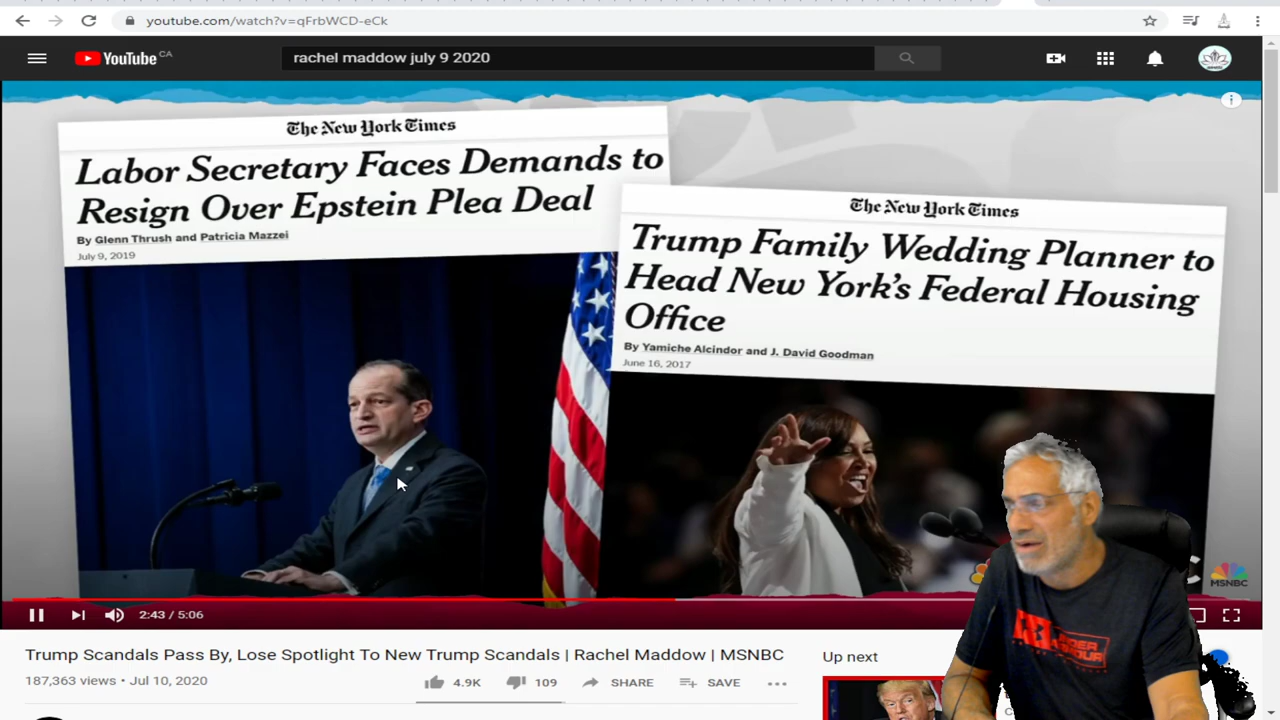 youtube.com/watch?v=qFrbWCD-eCk
YouTube CA
rachel maddow july 9 2020
The New York Times
Labor Secretary Faces Demands to
Resign Over Epstein Plea Deal
By Glenn Thrush and Patricia Mazzei
July 9, 2019
The New York Times
Trump Family Wedding Planner to
Head New York's Federal Housing
Office
By Yamiche Alcindor and J. David Goodman
June 16, 2017
MSNBC
2:43 / 5:06
Trump Scandals Pass By, Lose Spotlight To New Trump Scandals | Rachel Maddow | MSNBC
187,363 views • Jul 10, 2020
4.9K
109
SHARE
SAVE
Up next